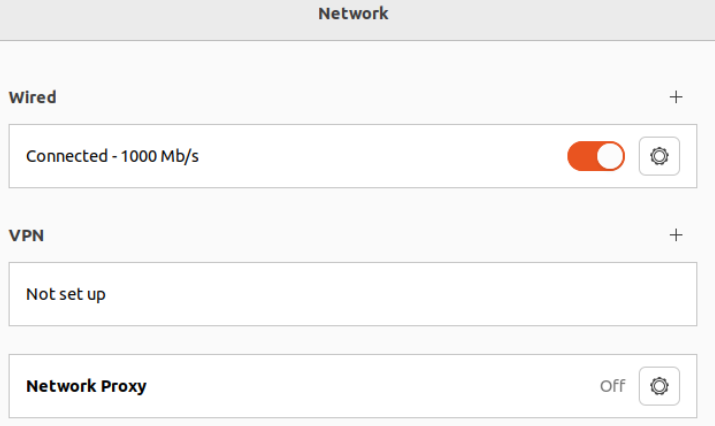 Network
Wired
Connected - 1000 Mb/s
VPN
Not set up
Network Proxy
Off